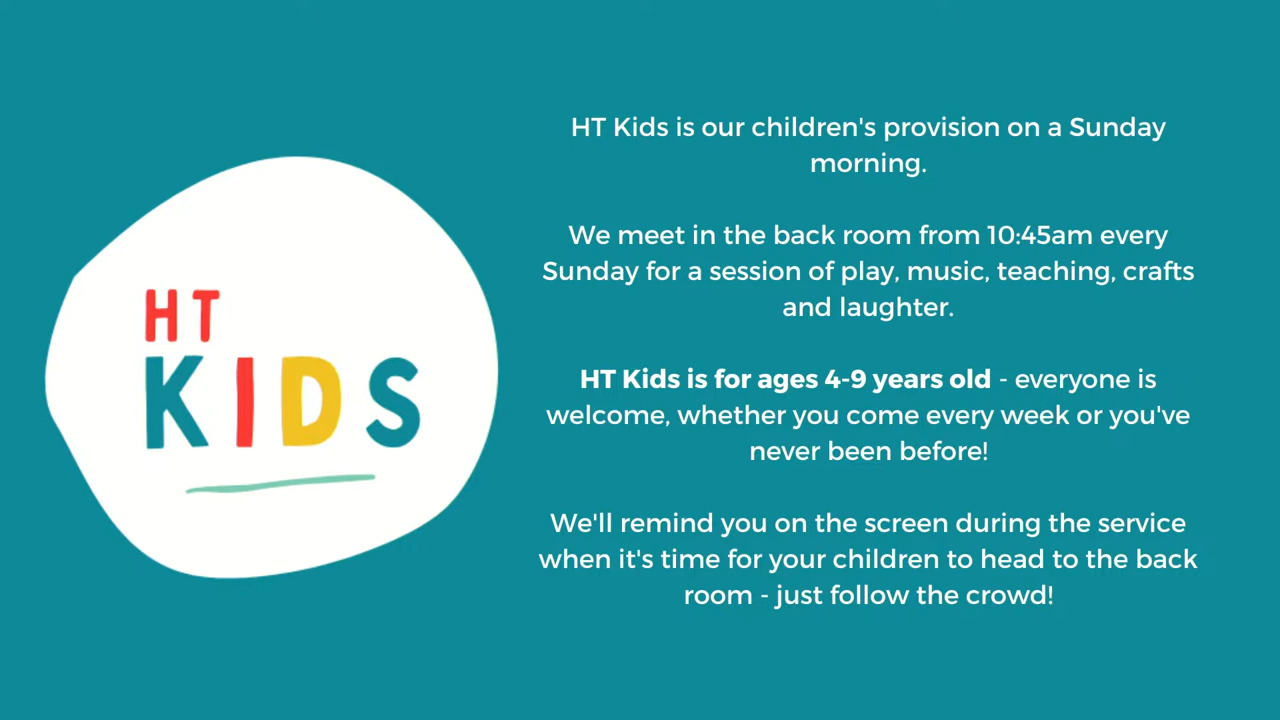 HT
KIDS
HT Kids is our children's provision on a Sunday
morning.
We meet in the back room from 10:45am every
Sunday for a session of play, music, teaching, crafts
and laughter.
HT Kids is for ages 4-9 years old - everyone is
welcome, whether you come every week or you've
never been before!
We'll remind you on the screen during the service
when it's time for your children to head to the back
room - just follow the crowd!